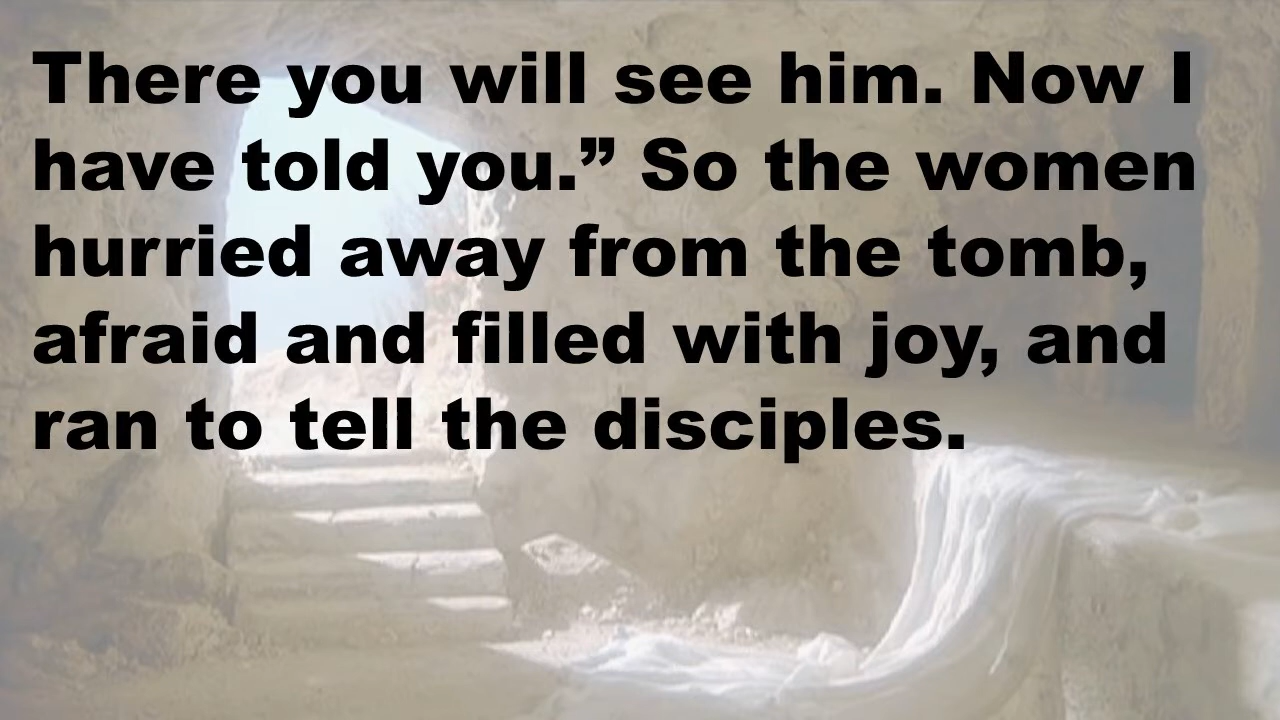 There you will see him. Now I
have told you.” So the women
hurried away from the tomb,
afraid and filled with joy, and
ran to tell the disciples.